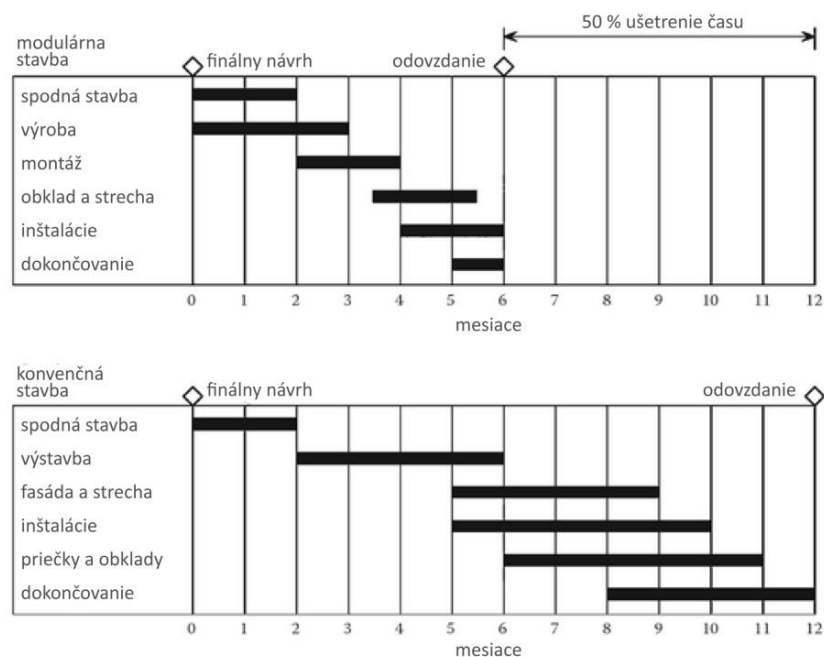 50 % ušetrenie času
modulárna
stavba
finálny návrh
odovzdanie
spodná stavba
výroba
montáž
obklad a strecha
inštalácie
dokončovanie
0 1 2 3 4 5 6 7 8 9 10 11 12
mesiace
konvenčná
stavba
finálny návrh
odovzdanie
spodná stavba
výstavba
fasáda a strecha
inštalácie
priečky a obklady
dokončovanie
0 1 2 3 4 5 6 7 8 9 10 11 12
mesiace